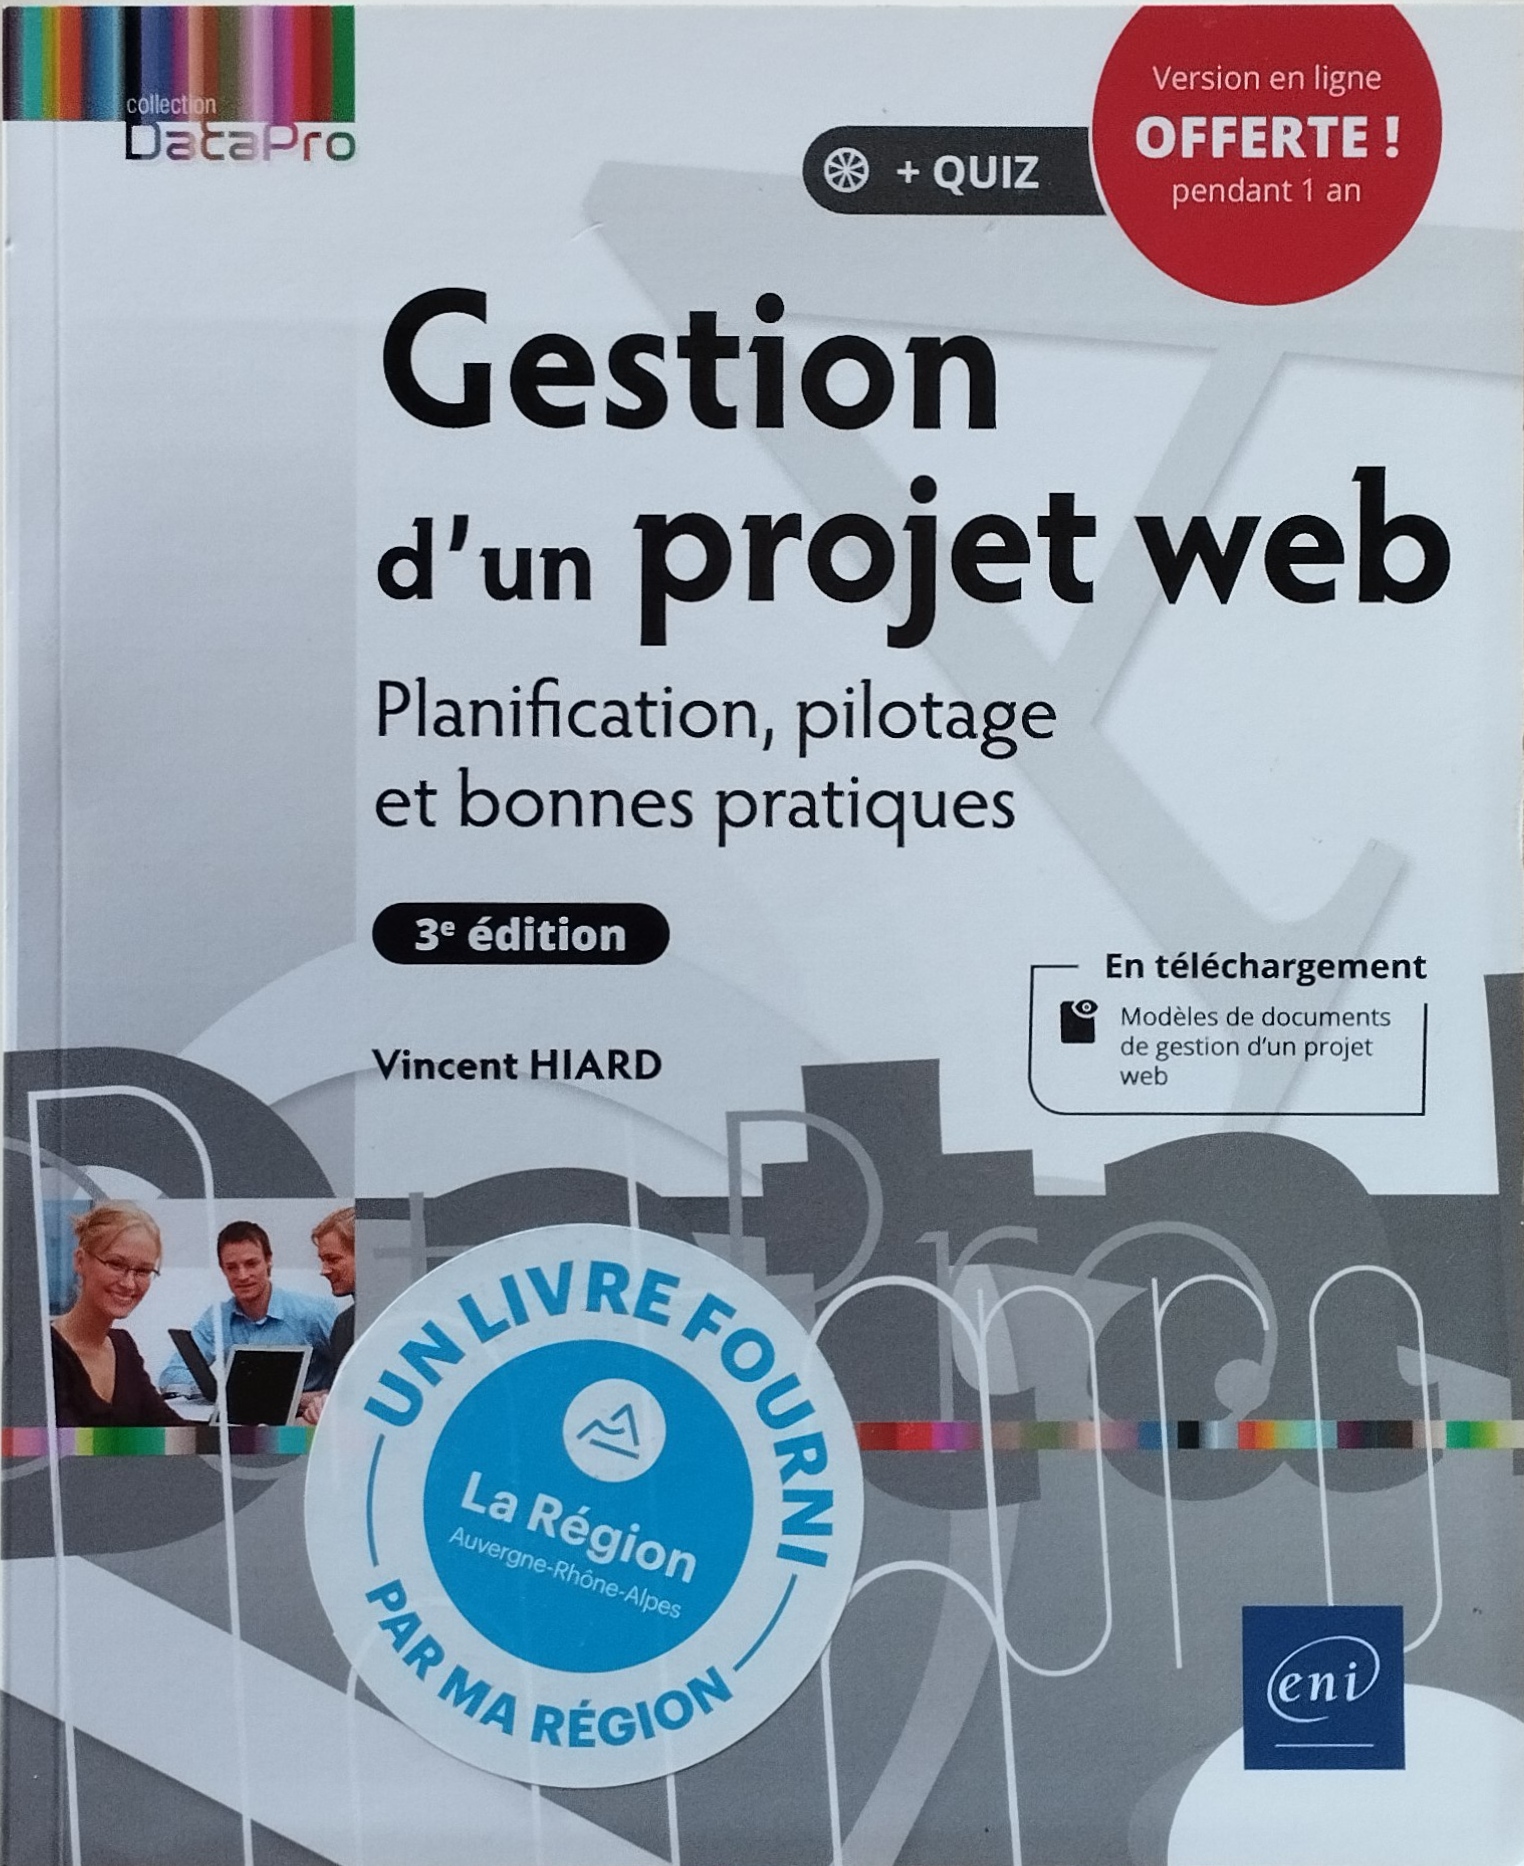 collection
DataPro
+ QUIZ
Version en ligne
OFFERTE !
pendant 1 an
Gestion
d'un projet web
Planification, pilotage
et bonnes pratiques
3e édition
Vincent HIARD
En téléchargement
Modèles de documents
de gestion d'un projet
web
UN LIVRE FOURNI
La Région
Auvergne-Rhône-Alpes
PAR MA RÉGION
eni